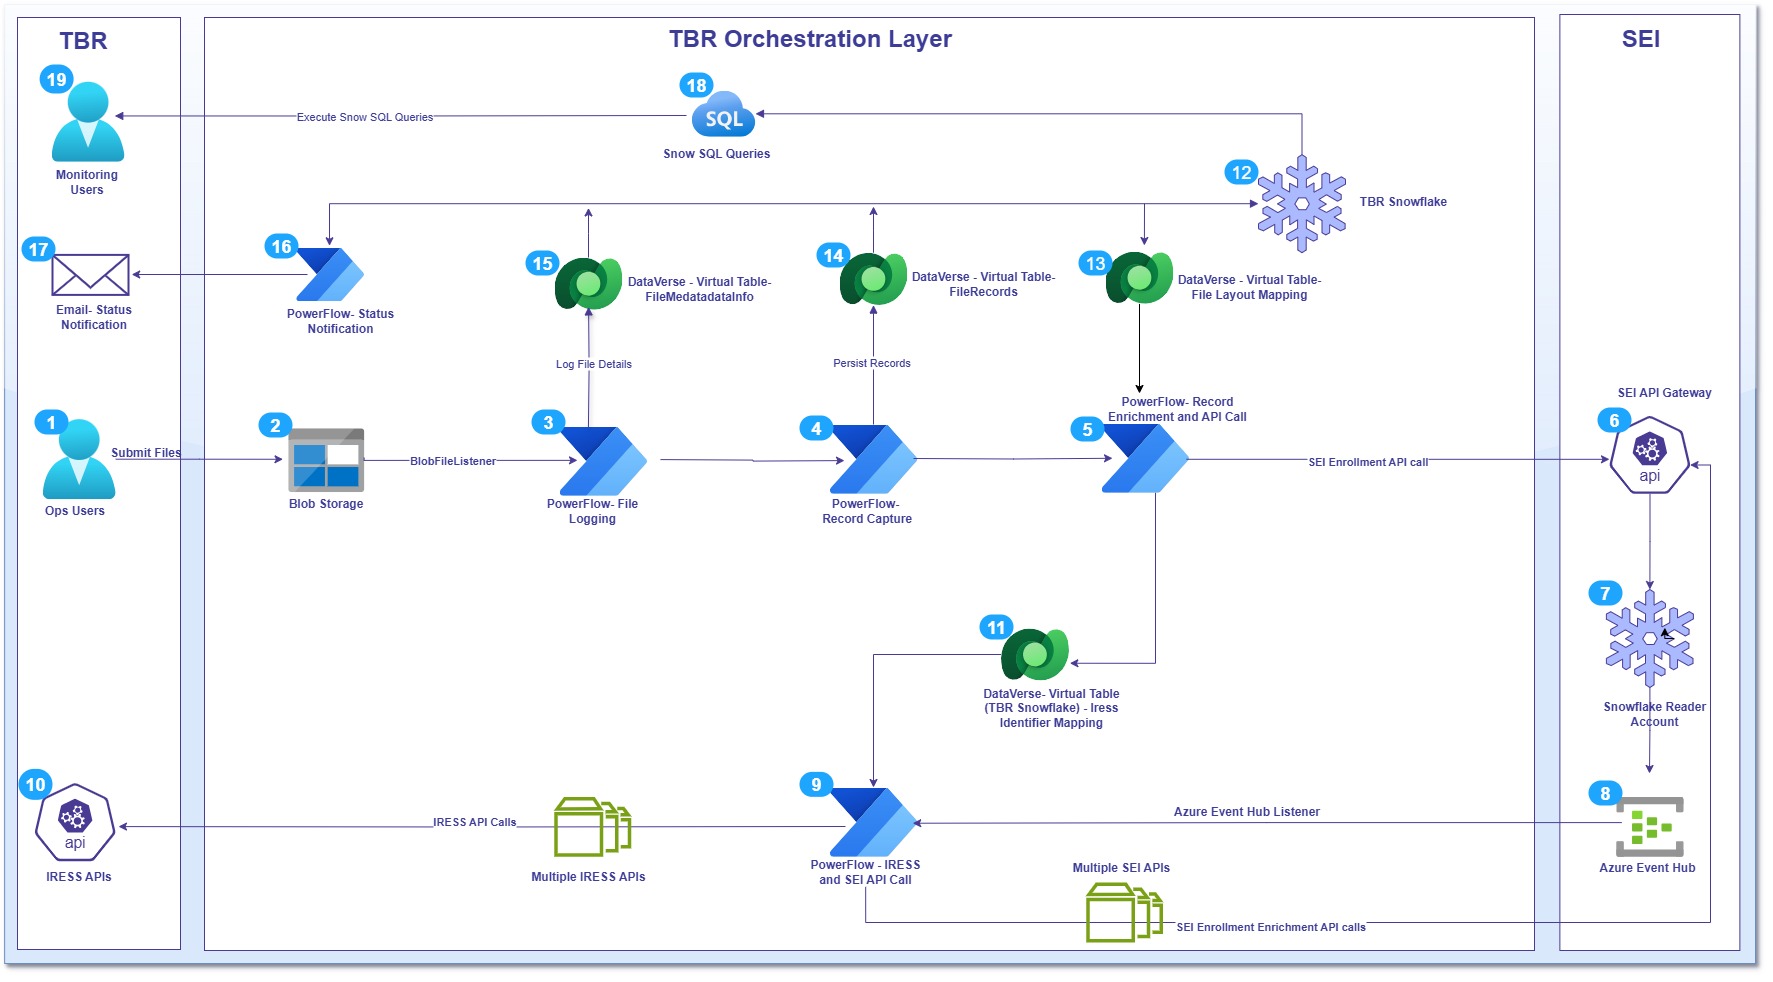 TBR
TBR Orchestration Layer
SEI
19
Monitoring
Users
Execute Snow SQL Queries
18
SQL
Snow SQL Queries
12
TBR Snowflake
17
Email- Status
Notification
16
PowerFlow- Status
Notification
15
DataVerse - Virtual Table-
FileMedatadataInfo
14
DataVerse - Virtual Table-
FileRecords
13
DataVerse - Virtual Table-
File Layout Mapping
Log File Details
Persist Records
1
Submit Files
Ops Users
2
Blob Storage
BlobFileListener
3
PowerFlow- File
Logging
4
PowerFlow-
Record Capture
PowerFlow- Record
Enrichment and API Call
5
SEI Enrollment API call
SEI API Gateway
6
api
7
Snowflake Reader
Account
11
DataVerse- Virtual Table
(TBR Snowflake) - Iress
Identifier Mapping
10
api
IRESS APIs
IRESS API Calls
Multiple IRESS APIs
9
PowerFlow - IRESS
and SEI API Call
Azure Event Hub Listener
8
Azure Event Hub
Multiple SEI APIs
SEI Enrollment Enrichment API calls